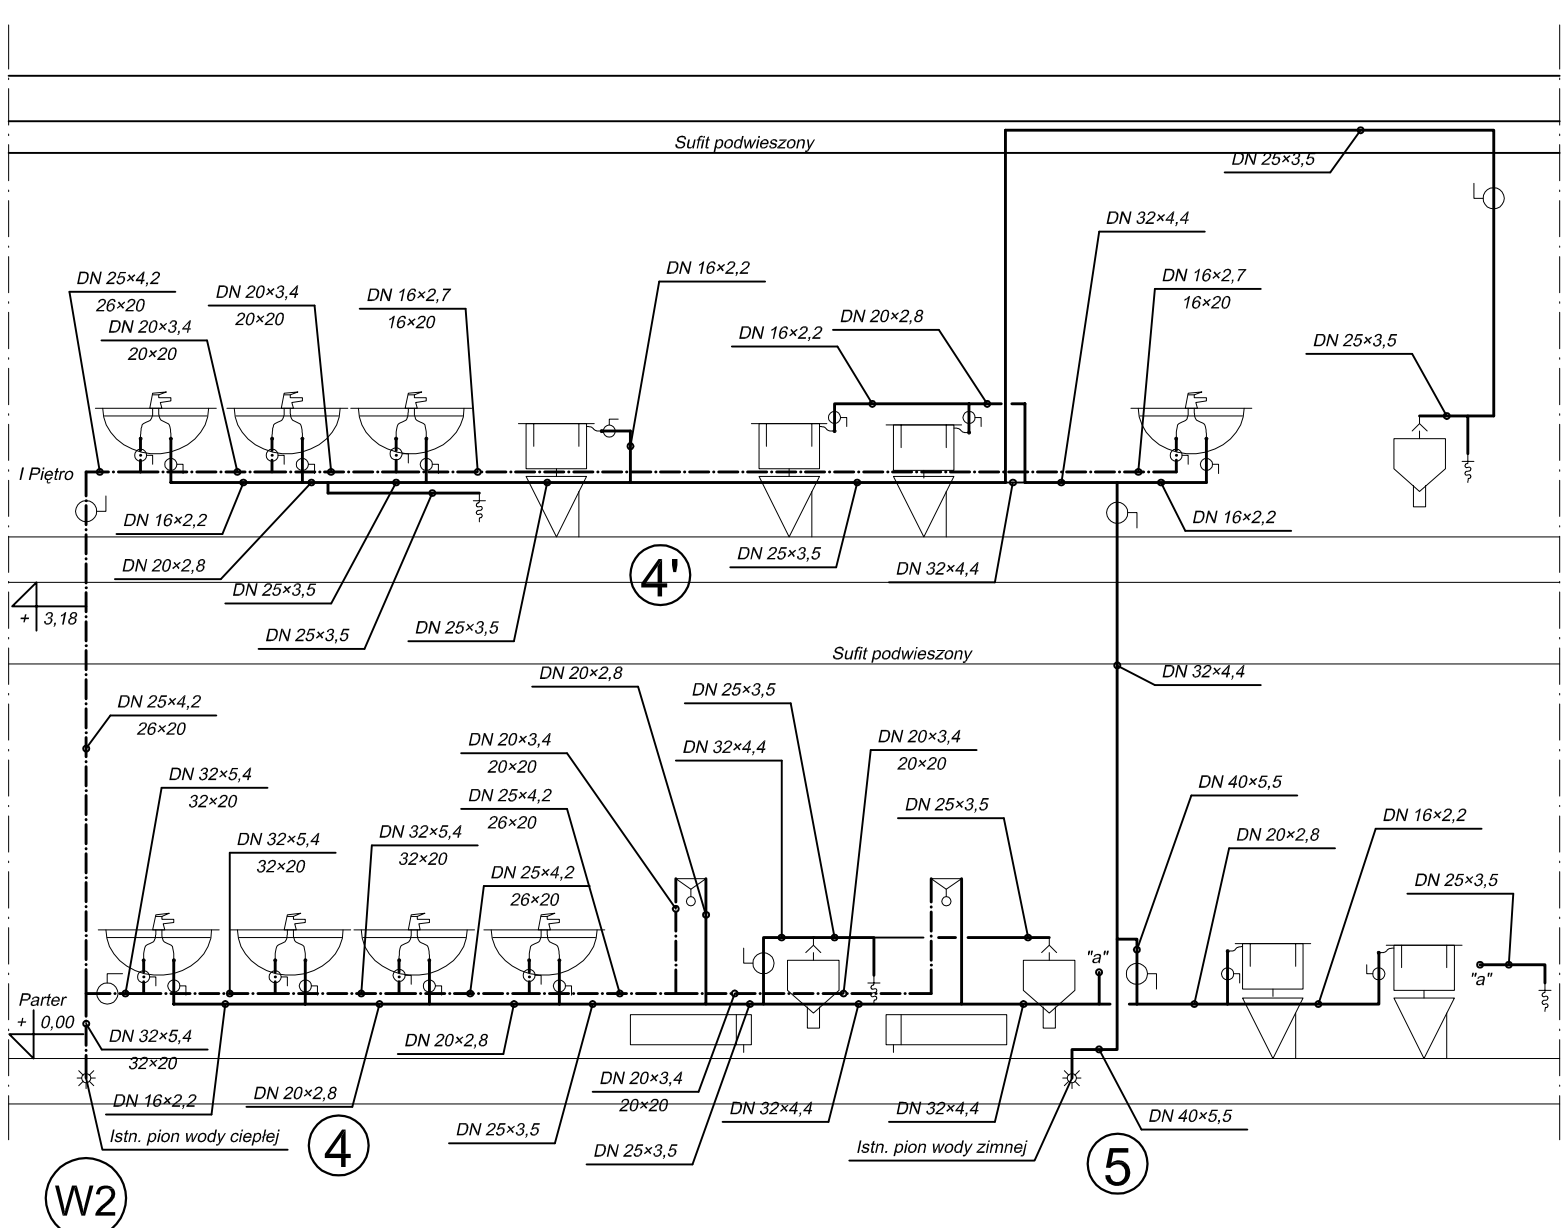 Sufit podwieszony
DN 25×3,5
DN 32×4,4
DN 25×4,2
26×20
DN 20×3,4
20×20
DN 16×2,7
16×20
DN 16×2,2
DN 16×2,7
16×20
DN 20×3,4
20×20
DN 16×2,2
DN 20×2,8
DN 25×3,5
I Piętro
DN 16×2,2
DN 16×2,2
DN 20×2,8
DN 25×3,5
DN 25×3,5
DN 25×3,5
DN 25×3,5
DN 32×4,4
4'
+ 3,18
Sufit podwieszony
DN 32×4,4
DN 20×2,8
DN 25×3,5
DN 25×4,2
26×20
DN 20×3,4
20×20
DN 32×4,4
DN 20×3,4
20×20
DN 32×5,4
32×20
DN 25×4,2
26×20
DN 25×3,5
DN 40×5,5
DN 16×2,2
DN 32×5,4
32×20
DN 32×5,4
32×20
DN 20×2,8
DN 25×4,2
26×20
DN 25×3,5
"a"
"a"
Parter
+ 0,00
DN 32×5,4
32×20
DN 20×2,8
DN 20×3,4
20×20
DN 16×2,2
DN 20×2,8
DN 32×4,4
DN 32×4,4
DN 40×5,5
DN 25×3,5
DN 25×3,5
Istn. pion wody ciepłej
Istn. pion wody zimnej
4
5
W2